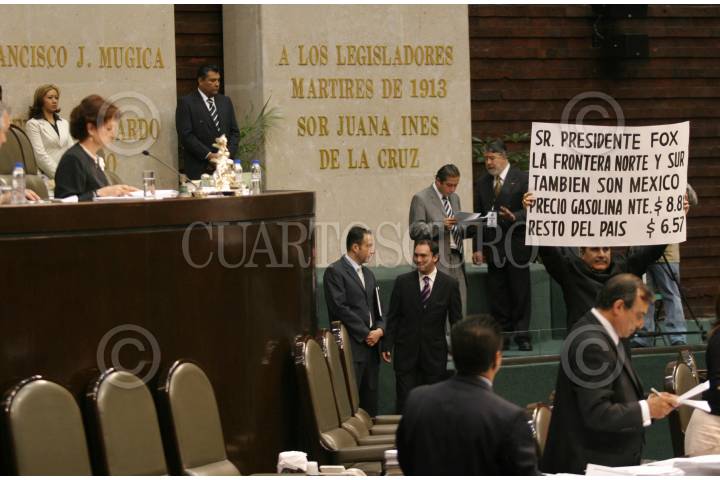 FRANCISCO J. MUGICA
A LOS LEGISLADORES
MARTIRES DE 1913
SOR JUANA INES
DE LA CRUZ
SR. PRESIDENTE FOX
LA FRONTERA NORTE Y SUR
TAMBIEN SON MEXICO
PRECIO GASOLINA NTE. $ 8.8
RESTO DEL PAIS $ 6.57
CUARTOSCURO
©
©
©
©